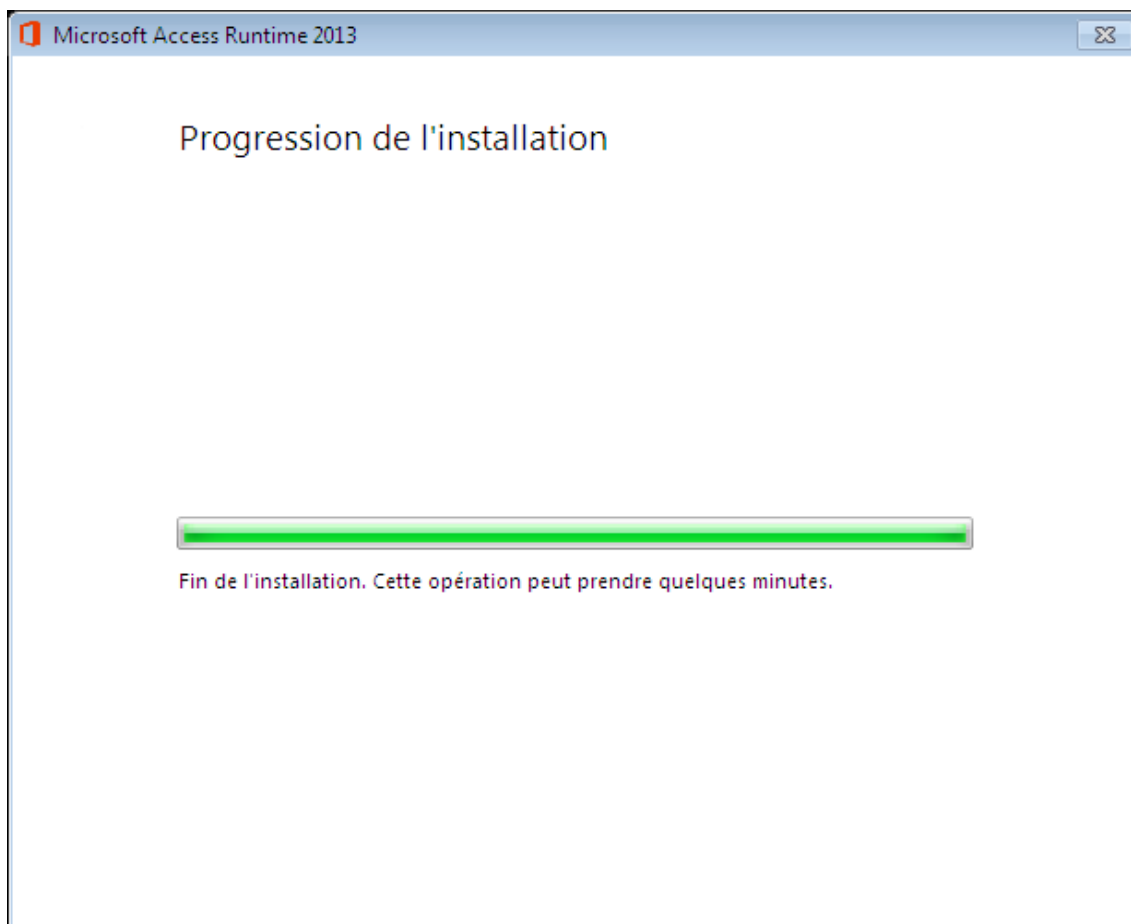 Microsoft Access Runtime 2013
Progression de l'installation
Fin de l'installation. Cette opération peut prendre quelques minutes.